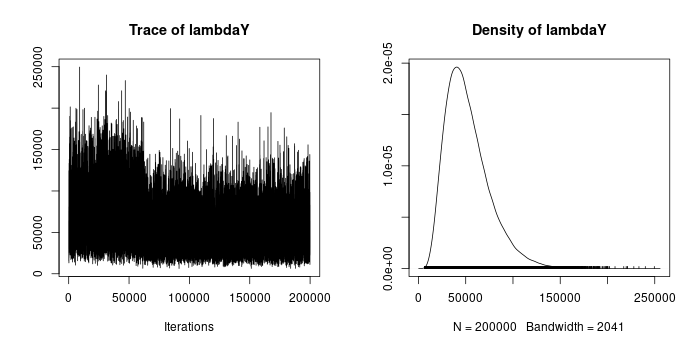 Trace of lambdaY
250000
150000
50000
0
0 50000 100000 150000 200000
Iterations
Density of lambdaY
2.0e-05
1.0e-05
0.0e+00
0 50000 150000 250000
N = 200000 Bandwidth = 2041